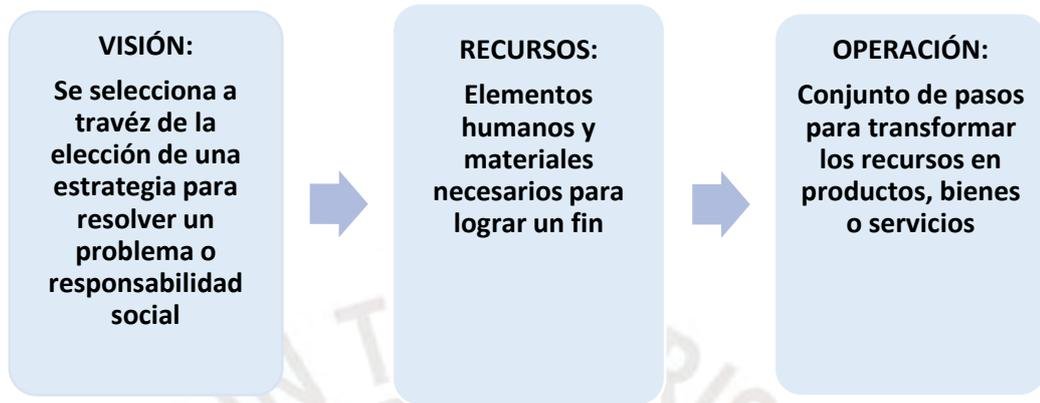 VISIÓN:
Se selecciona a
travéz de la
elección de una
estrategia para
resolver un
problema o
responsabilidad
social
RECURSOS:
Elementos
humanos y
materiales
necesarios para
lograr un fin
OPERACIÓN:
Conjunto de pasos
para transformar
los recursos en
productos, bienes
o servicios